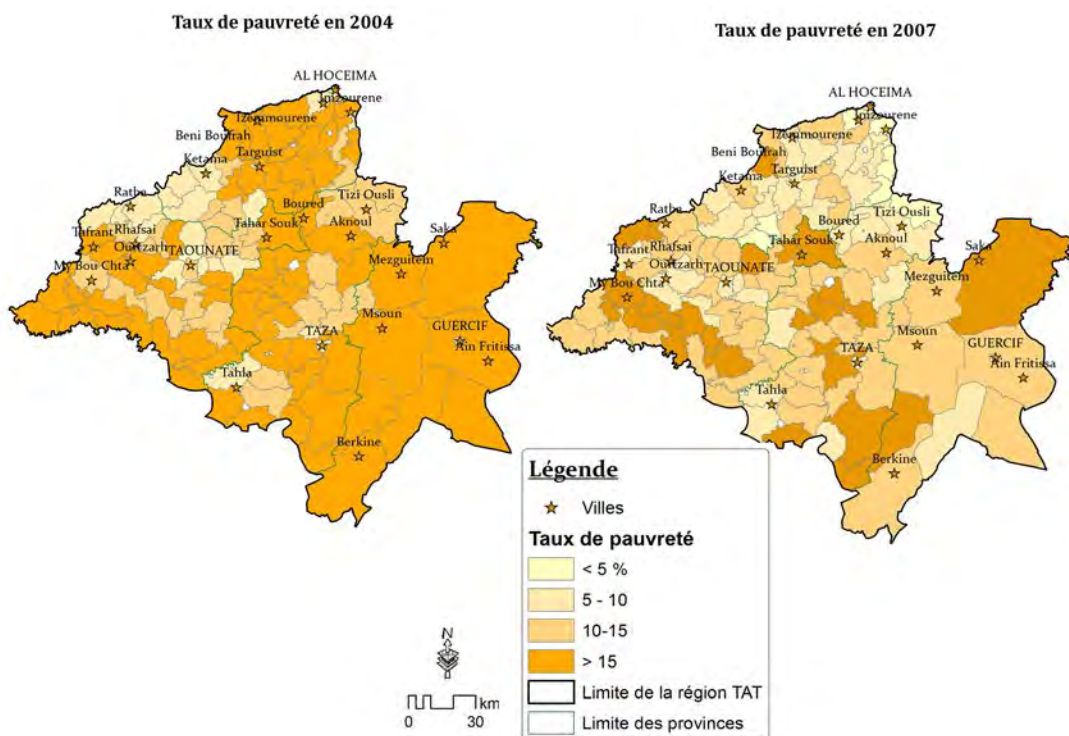 Taux de pauvreté en 2004
AL HOCEIMA
Imzourene
Izemmourene
Beni Boufrah
Targuist
Ketama
Ratba
Tizi Ousli
Boured
Tafrant
Rhafsai
Tahar Souk
Aknoul
Saka
Ourtzarh
TAOUNATE
My Bou Chta
Mezguitem
Msoun
TAZA
GUERCIF
Ain Fritissa
Tahla
Berkine
Taux de pauvreté en 2007
AL HOCEIMA
Imzourene
Izemmourene
Beni Boufrah
Targuist
Ketama
Ratba
Tizi Ousli
Boured
Tafrant
Rhafsai
Tahar Souk
Aknoul
Saka
Ourtzarh
TAOUNATE
My Bou Chta
Mezguitem
Msoun
TAZA
GUERCIF
Ain Fritissa
Tahla
Berkine
Légende
Villes
Taux de pauvreté
< 5 %
5 - 10
10-15
> 15
Limite de la région TAT
Limite des provinces
N
km
0 30